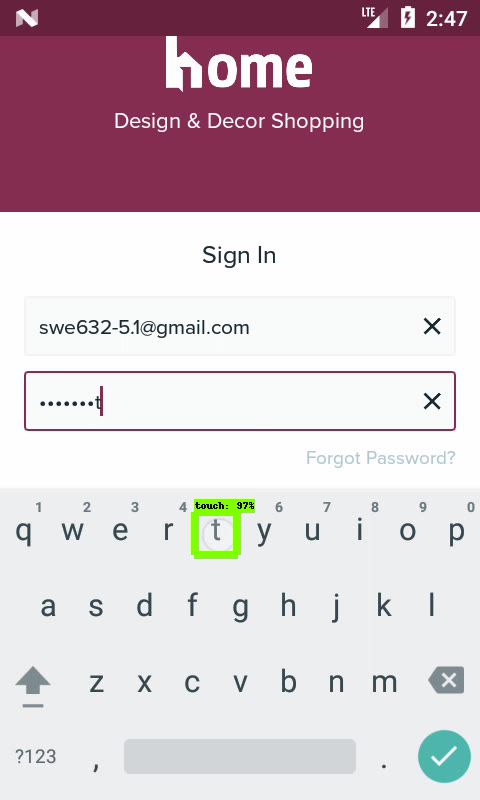 LTE 2:47
home
Design & Decor Shopping
Sign In
swe632-5.1@gmail.com
•••••••t
Forgot Password?
1 2 3 4 touch: 97% 6 7 8 9 0
q w e r t y u i o p
a s d f g h j k l
z x c v b n m
?123 , .